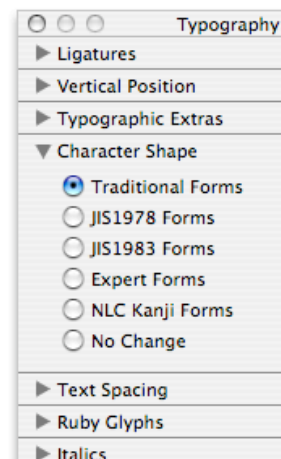 Typography
Ligatures
Vertical Position
Typographic Extras
Character Shape
Traditional Forms
JIS1978 Forms
JIS1983 Forms
Expert Forms
NLC Kanji Forms
No Change
Text Spacing
Ruby Glyphs
Italics